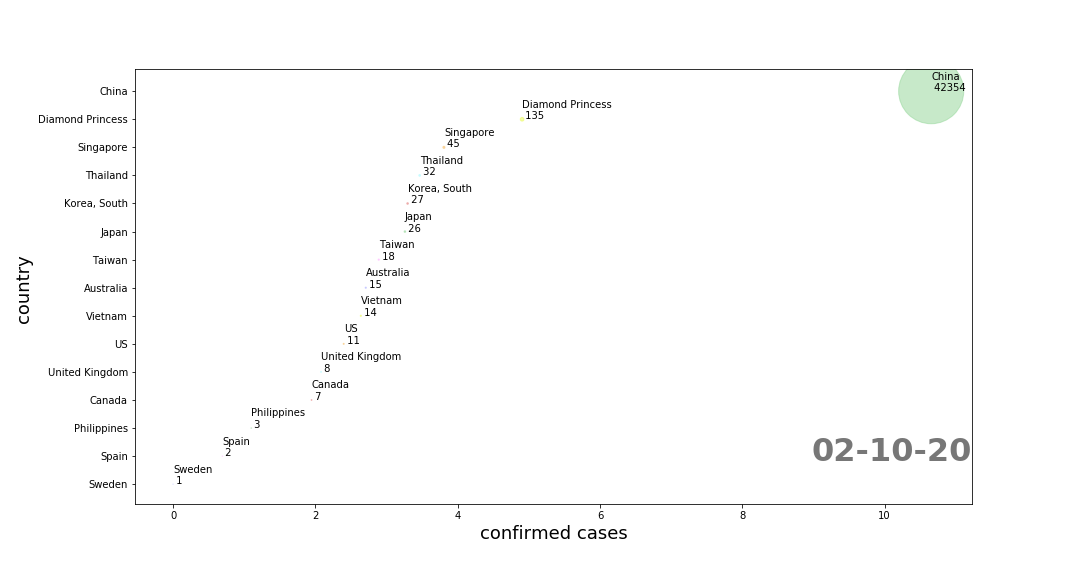 China
China
42354
Diamond Princess
Diamond Princess
135
Singapore
Singapore
45
Thailand
Thailand
32
Korea, South
Korea, South
27
Japan
Japan
26
Taiwan
Taiwan
18
Australia
Australia
15
Vietnam
Vietnam
14
US
US
11
United Kingdom
United Kingdom
8
Canada
Canada
7
Philippines
Philippines
3
Spain
Spain
2
Sweden
Sweden
1
country
02-10-20
0 2 4 6 8 10
confirmed cases